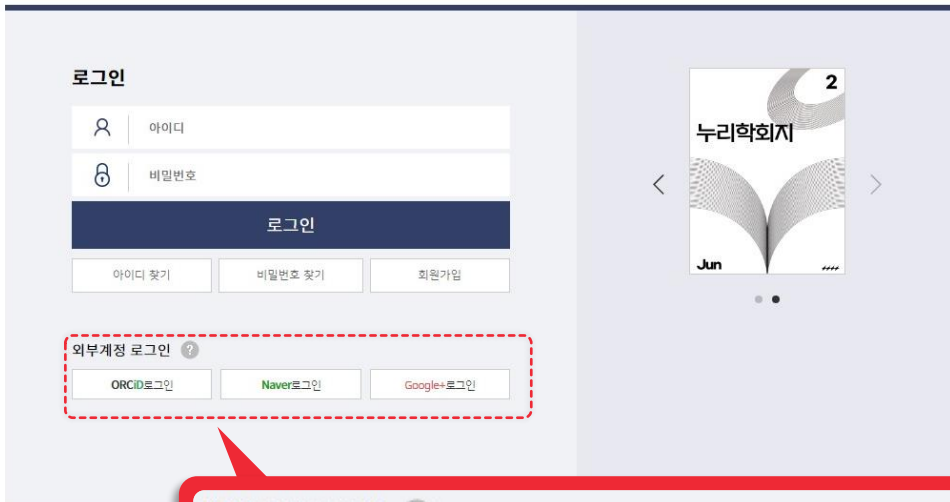 로그인
아이디
비밀번호
로그인
아이디 찾기
비밀번호 찾기
회원가입
외부계정 로그인 ?
ORCiD로그인
Naver로그인
Google+로그인
2
누리학회지
Jun